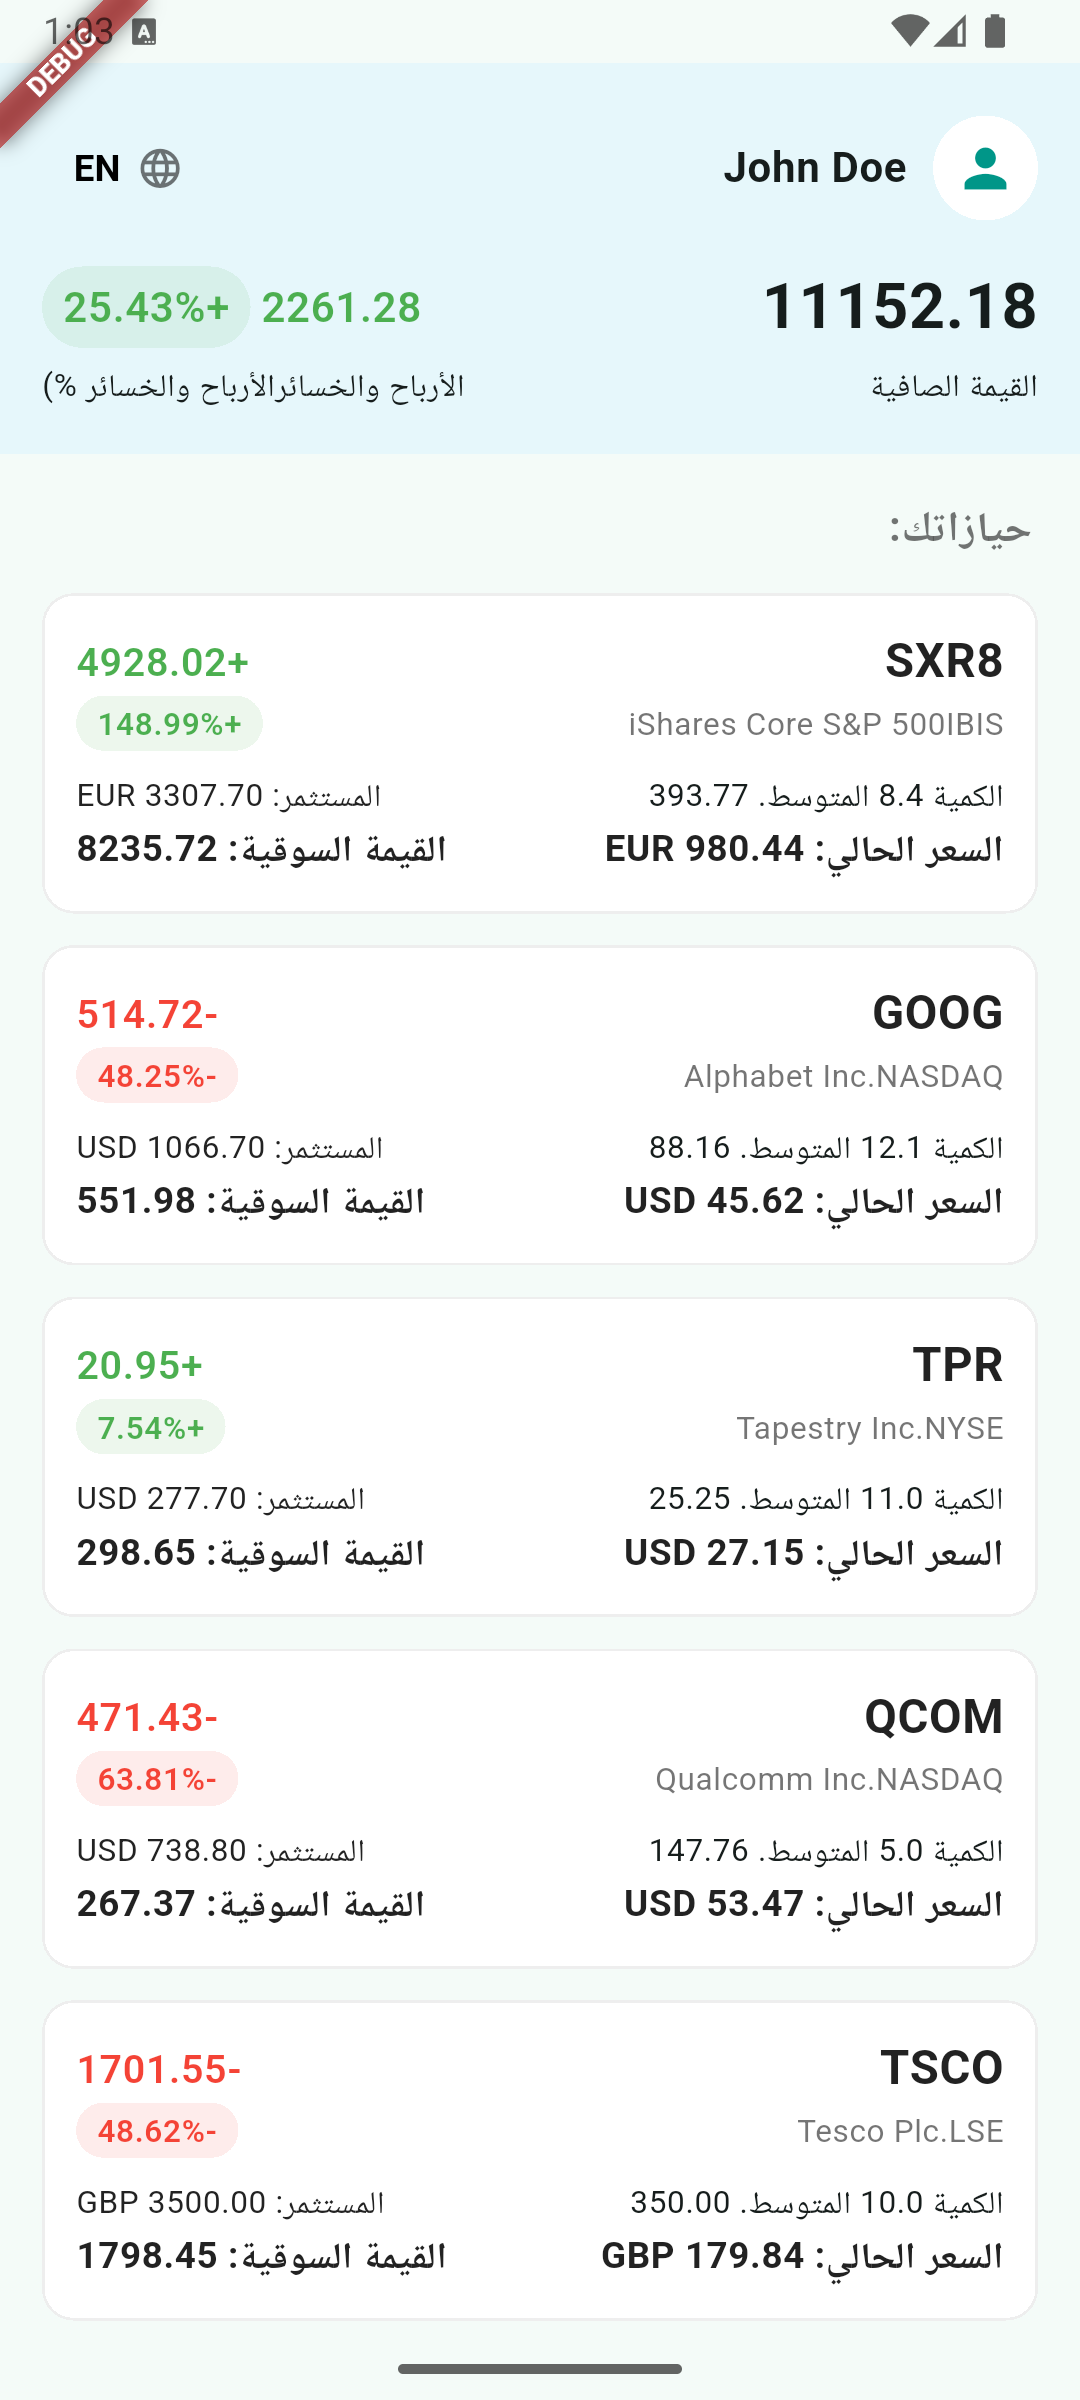 1:03
DEBUG
John Doe
EN
11152.18
2261.28 25.43%+
القيمة الصافية
الأرباح والخسائرالأرباح والخسائر %)
حيازاتك:
SXR8
4928.02+
iShares Core S&P 500IBIS
148.99%+
الكمية 8.4 المتوسط. 393.77
المستثمر: EUR 3307.70
السعر الحالي: EUR 980.44
القيمة السوقية: 8235.72
GOOG
514.72-
Alphabet Inc.NASDAQ
48.25%-
الكمية 12.1 المتوسط. 88.16
المستثمر: USD 1066.70
السعر الحالي: USD 45.62
القيمة السوقية: 551.98
TPR
20.95+
Tapestry Inc.NYSE
7.54%+
الكمية 11.0 المتوسط. 25.25
المستثمر: USD 277.70
السعر الحالي: USD 27.15
القيمة السوقية: 298.65
QCOM
471.43-
Qualcomm Inc.NASDAQ
63.81%-
الكمية 5.0 المتوسط. 147.76
المستثمر: USD 738.80
السعر الحالي: USD 53.47
القيمة السوقية: 267.37
TSCO
1701.55-
Tesco Plc.LSE
48.62%-
الكمية 10.0 المتوسط. 350.00
المستثمر: GBP 3500.00
السعر الحالي: GBP 179.84
القيمة السوقية: 1798.45